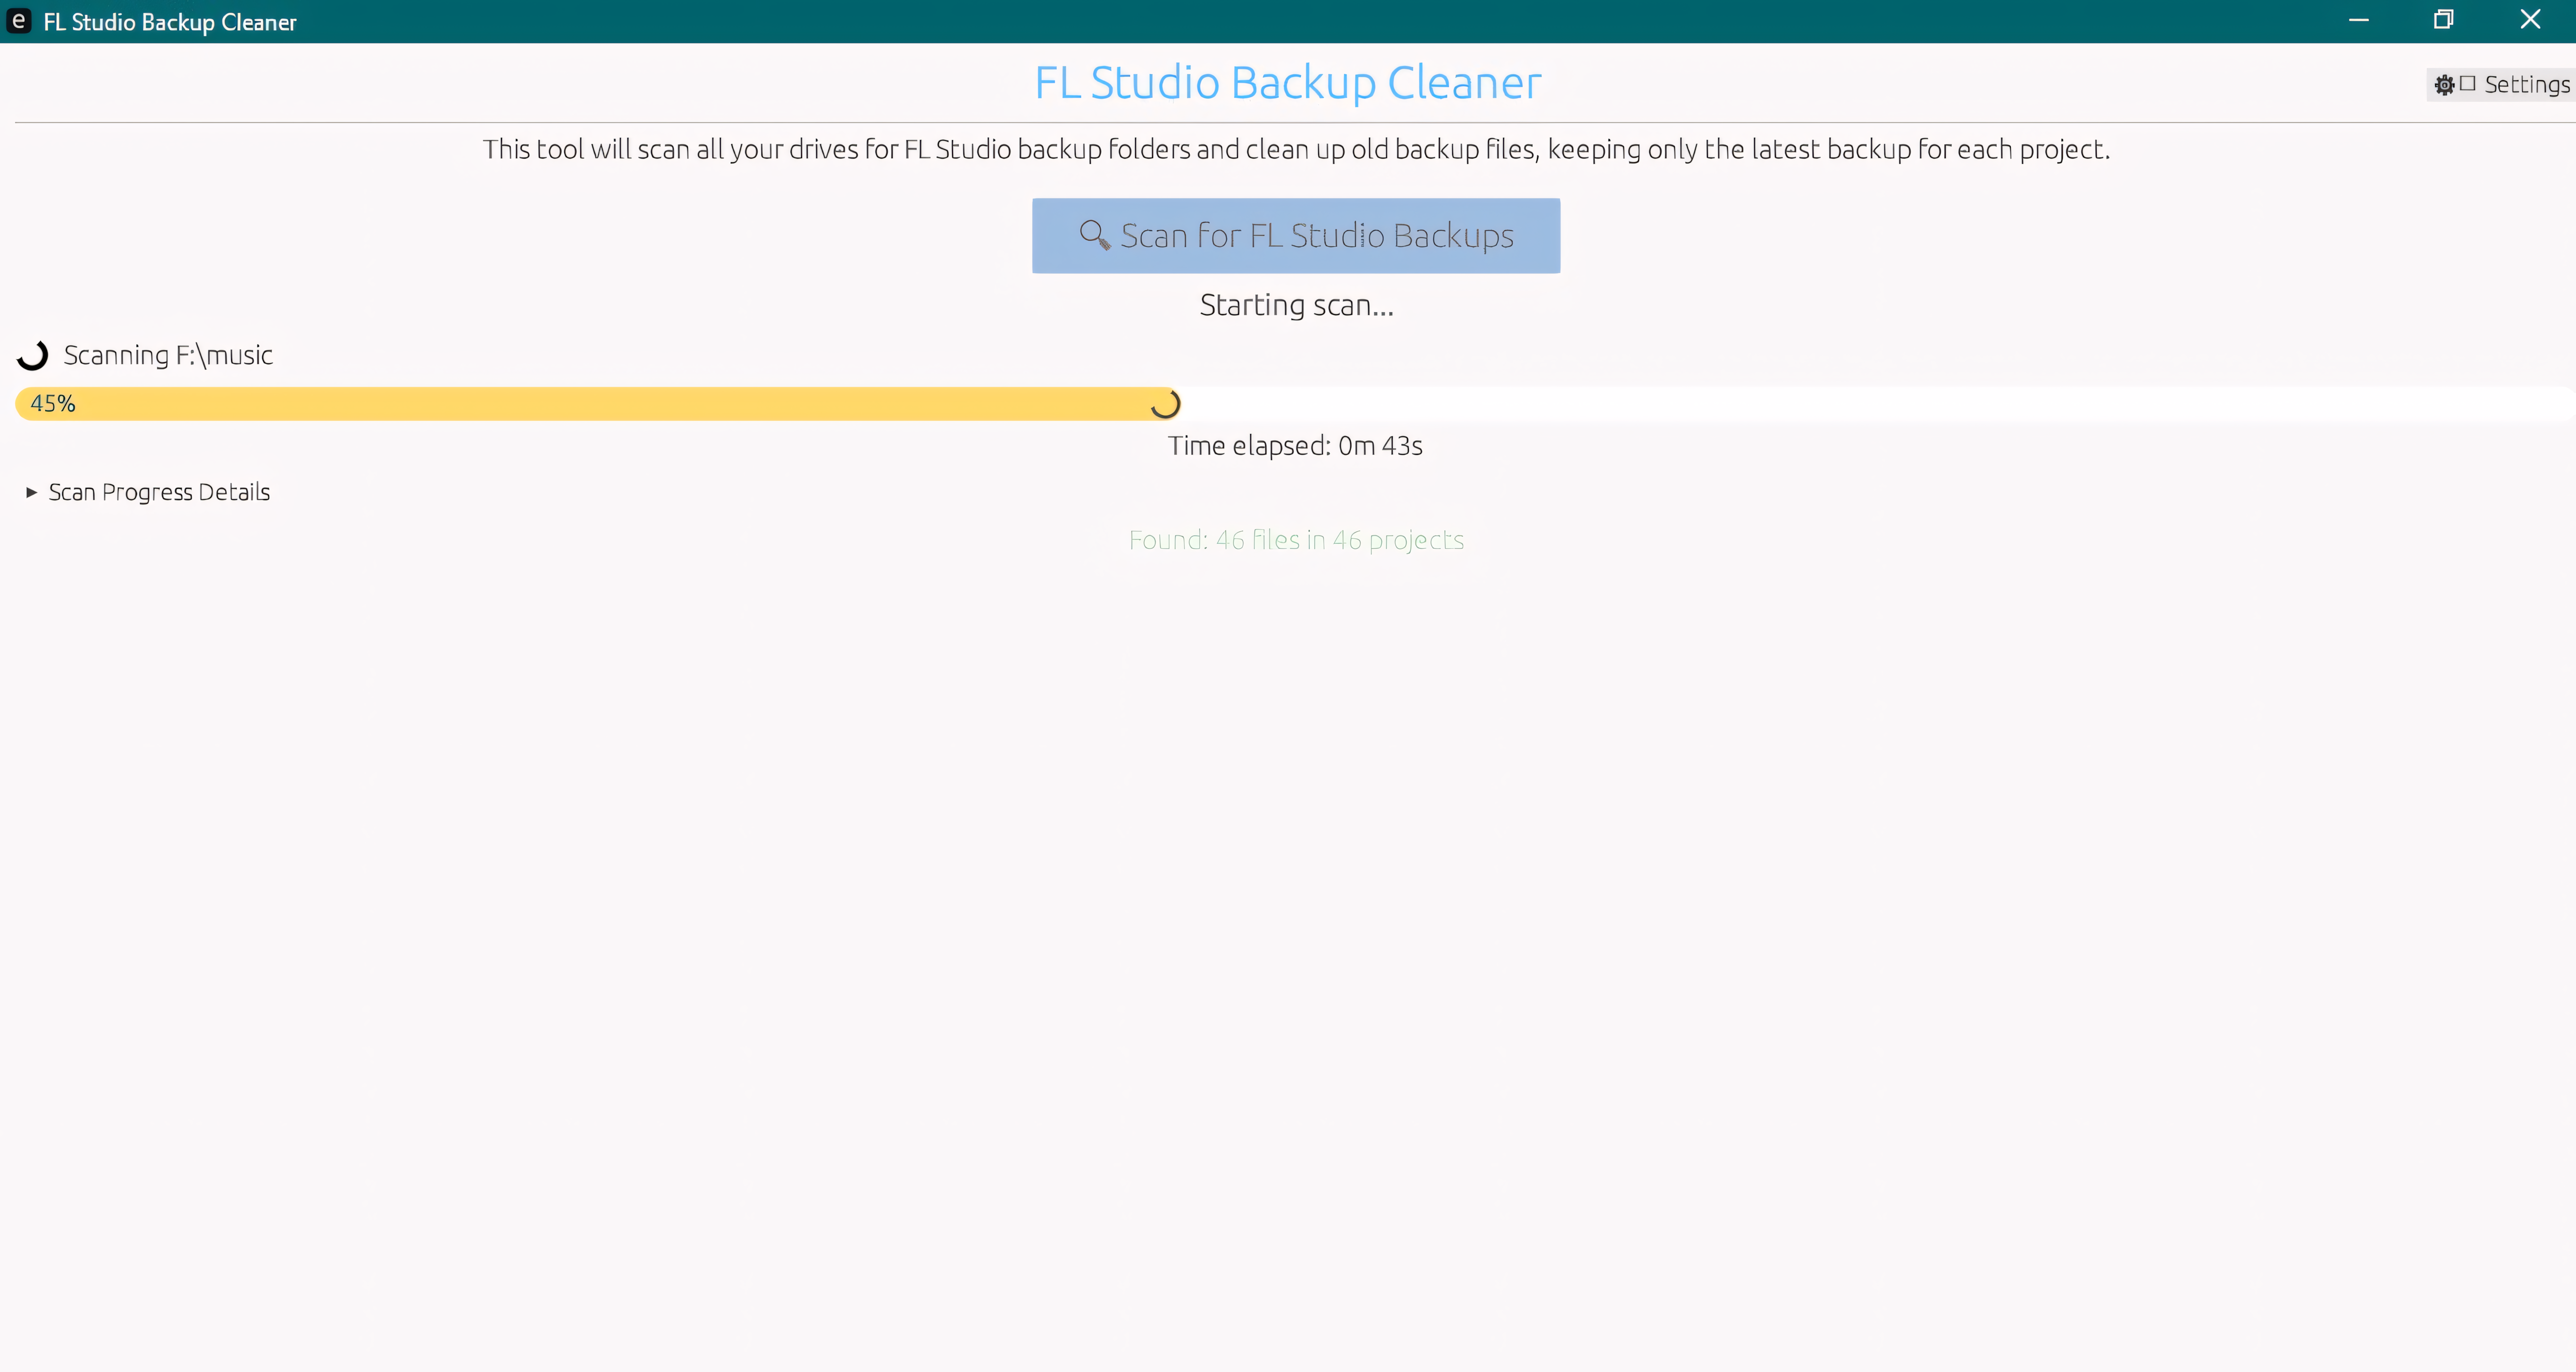 FL Studio Backup Cleaner
FL Studio Backup Cleaner
Settings
This tool will scan all your drives for FL Studio backup folders and clean up old backup files, keeping only the latest backup for each project.
Scan for FL Studio Backups
Starting scan...
Scanning F:\music
45%
Time elapsed: 0m 43s
Scan Progress Details
Found: 46 files in 46 projects